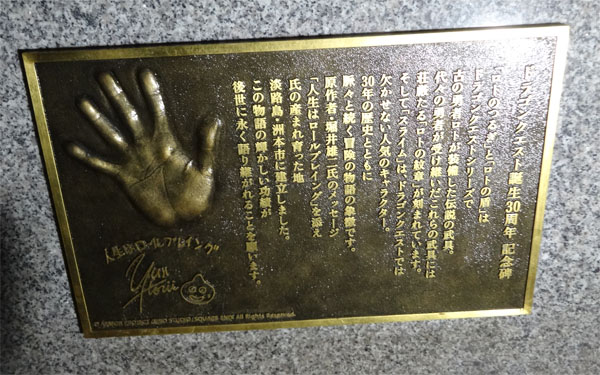 ドラゴンクエスト誕生30周年 記念碑
「ロトのつるぎ」と「ロトの盾」は
ドラゴンクエストシリーズで
古の勇者ロトが装備した伝説の武具。
代々の勇者が受け継いだこれらの武具には
荘厳たる「ロトの紋章」が刻まれています。
そして「スライム」は、ドラゴンクエストでは
欠かせない人気のキャラクター。
30年の歴史とともに
脈々と続く冒険の物語の象徴です。
原作者・堀井雄二氏のメッセージ
「人生はロールプレイング」を添え
氏の産まれ育った地
淡路島・洲本市に建立しました。
この物語の輝かしい功績が
後世に永く語り継がれることを願います。
人生はロールプレイング
Yuji
Horii
All Rights Reserved.